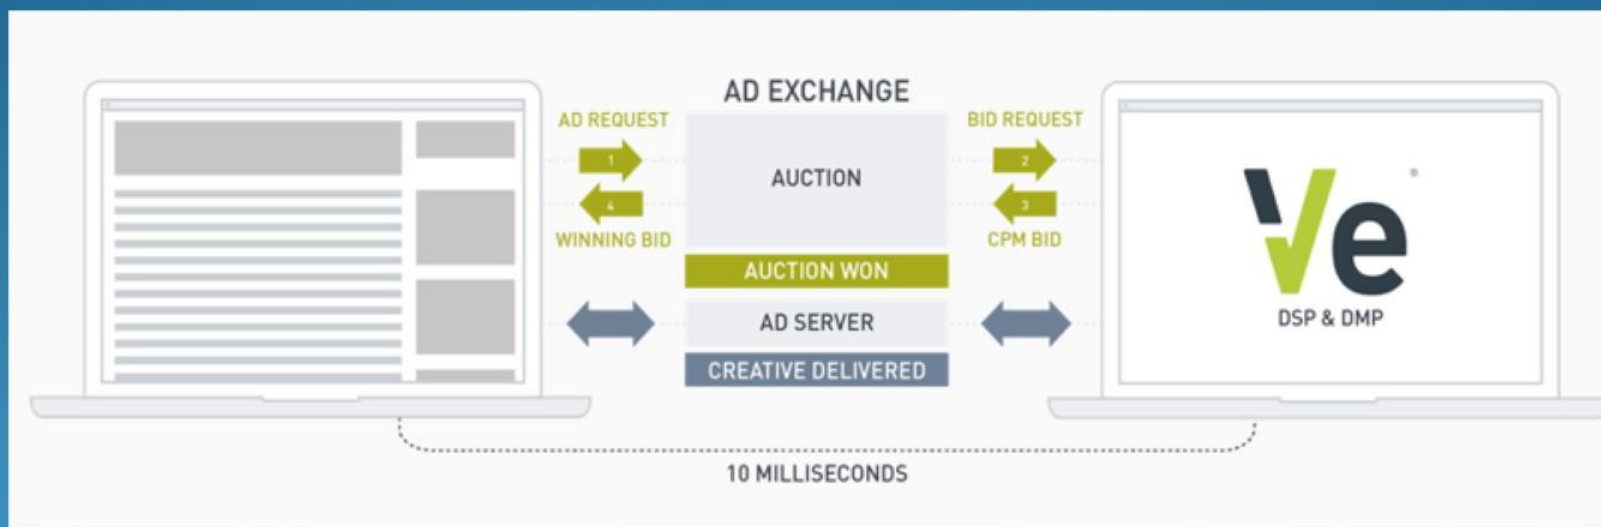 AD EXCHANGE
AD REQUEST
BID REQUEST
1
2
AUCTION
4
3
WINNING BID
CPM BID
AUCTION WON
AD SERVER
CREATIVE DELIVERED
Ve
DSP & DMP
10 MILLISECONDS